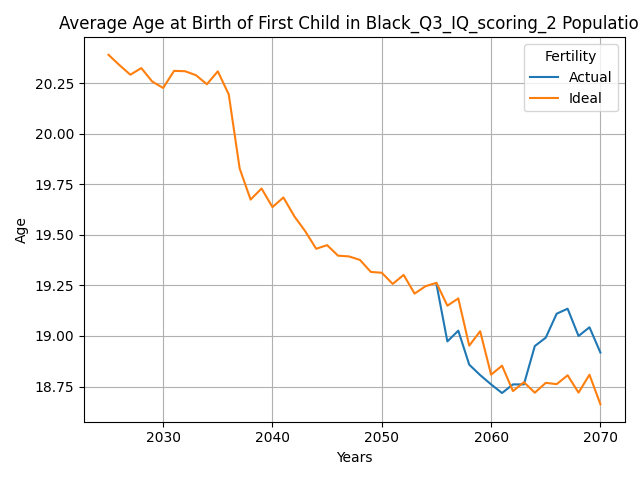 Average Age at Birth of First Child in Black_Q3_IQ_scoring_2 Populatio
Fertility
Actual
Ideal
20.25
20.00
19.75
19.50
19.25
19.00
18.75
Age
2030 2040 2050 2060 2070
Years